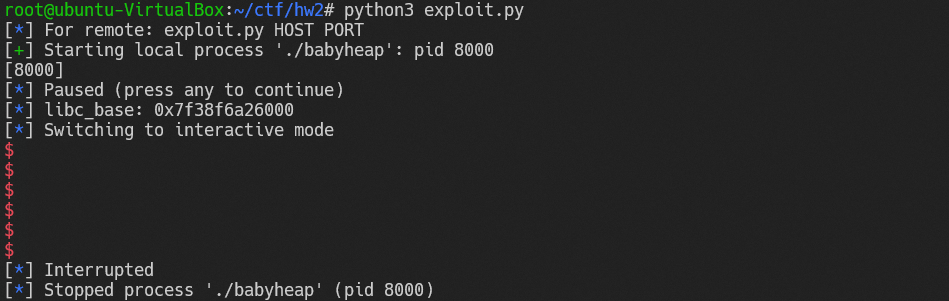 root@ubuntu-VirtualBox:~/ctf/hw2# python3 exploit.py
[*] For remote: exploit.py HOST PORT
[+] Starting local process './babyheap': pid 8000
[8000]
[*] Paused (press any to continue)
[*] libc_base: 0x7f38f6a26000
[*] Switching to interactive mode
$
$
$
$
$
$
[*] Interrupted
[*] Stopped process './babyheap' (pid 8000)